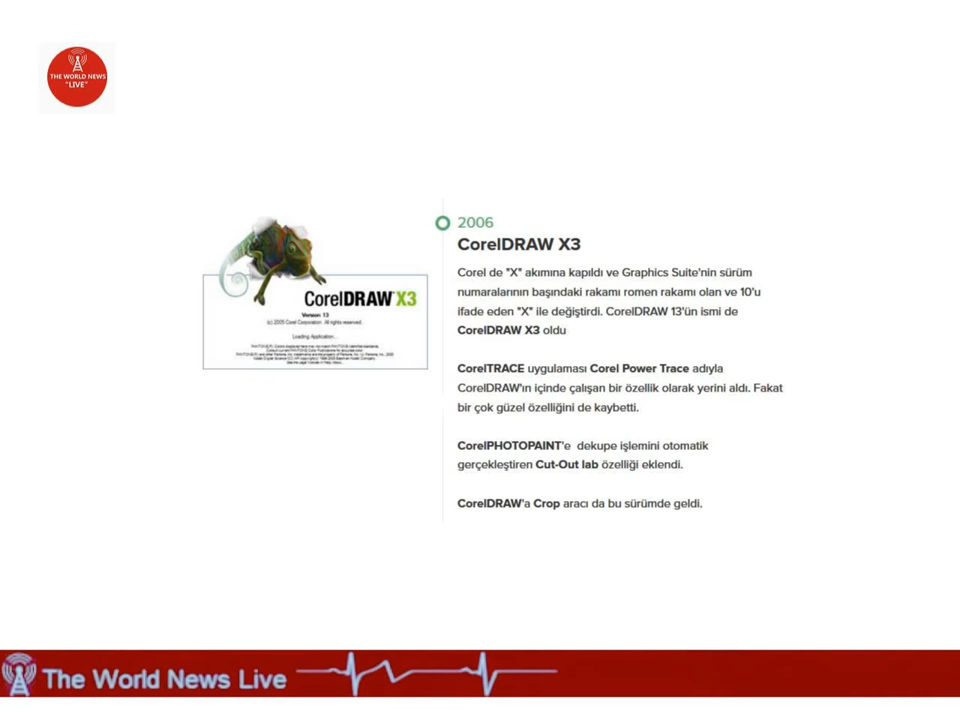 THE WORLD NEWS
"LIVE"
2006
CorelDRAW X3
Corel de "X" akımına kapıldı ve Graphics Suite'nin sürüm
numaralarının başındaki rakamı romen rakamı olan ve 10'u
ifade eden "X" ile değiştirdi. CorelDRAW 13'ün ismi de
CorelDRAW X3 oldu
CorelTRACE uygulaması Corel Power Trace adıyla
CorelDRAW'ın içinde çalışan bir özellik olarak yerini aldı. Fakat
bir çok güzel özelliğini de kaybetti.
CorelPHOTOPAINT'e dekupe işlemini otomatik
gerçekleştiren Cut-Out lab özelliği eklendi.
CorelDRAW'a Crop aracı da bu sürümde geldi.
CorelDRAW X3
Version 13
(c) 2005 Corel Corporation. All rights reserved.
Loading Application...
The World News Live